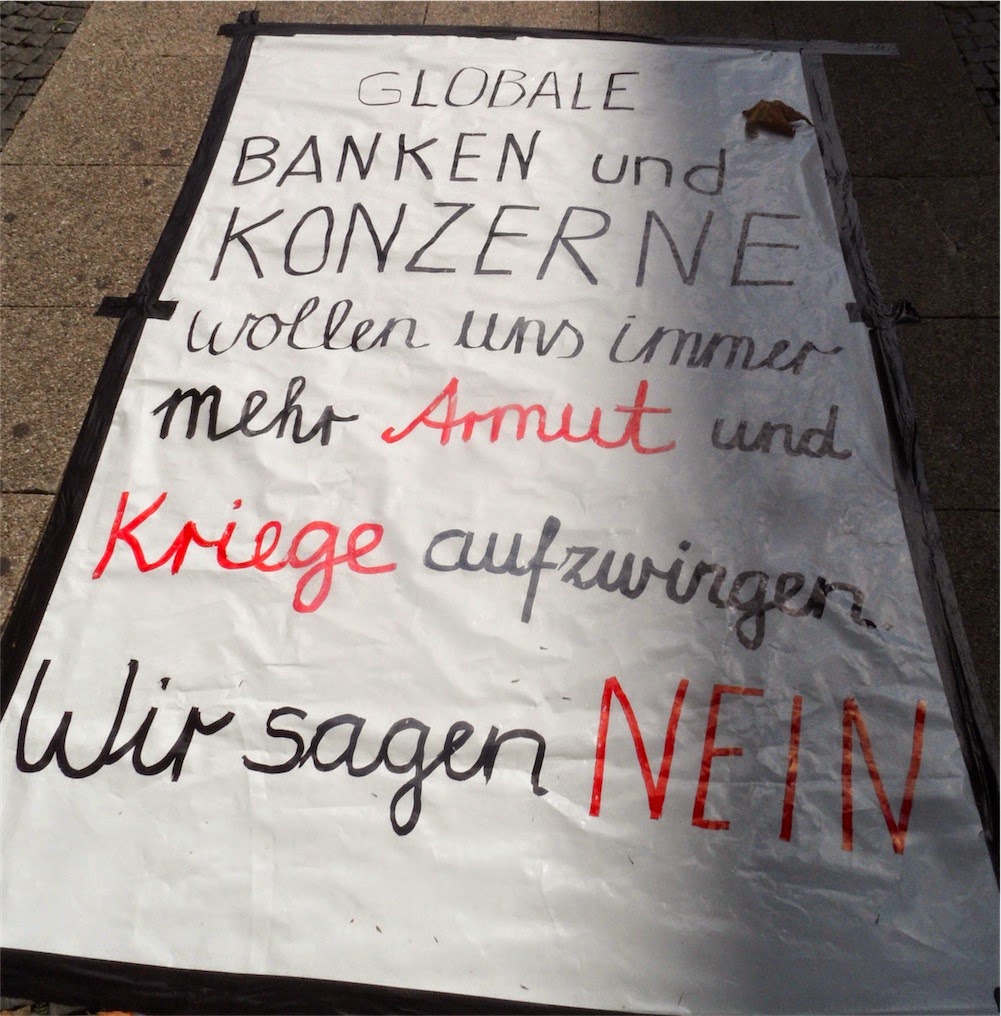 GLOBALE
BANKEN und
KONZERNE
wollen uns immer
mehr Armut und
Kriege aufzwingen.
Wir sagen NEIN